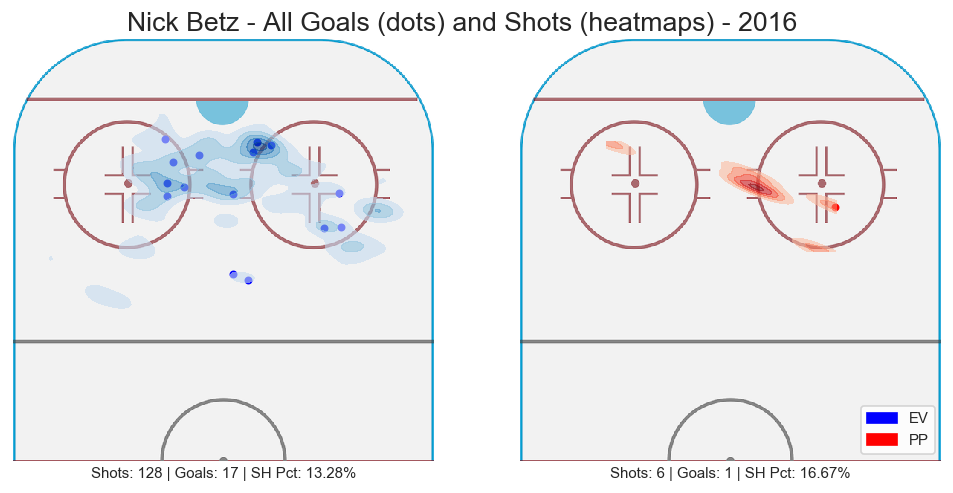 Nick Betz - All Goals (dots) and Shots (heatmaps) - 2016
EV
PP
Shots: 128 | Goals: 17 | SH Pct: 13.28%
Shots: 6 | Goals: 1 | SH Pct: 16.67%